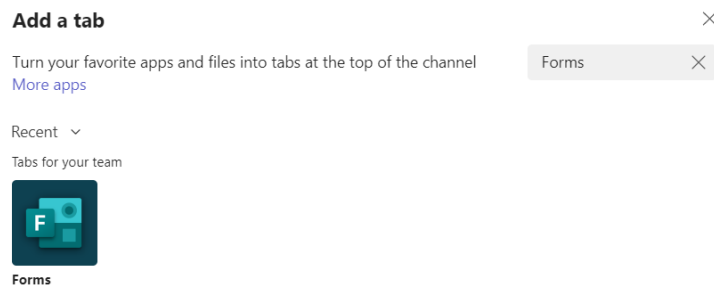 Add a tab
Turn your favorite apps and files into tabs at the top of the channel
Forms
More apps
Recent
Tabs for your team
F
Forms